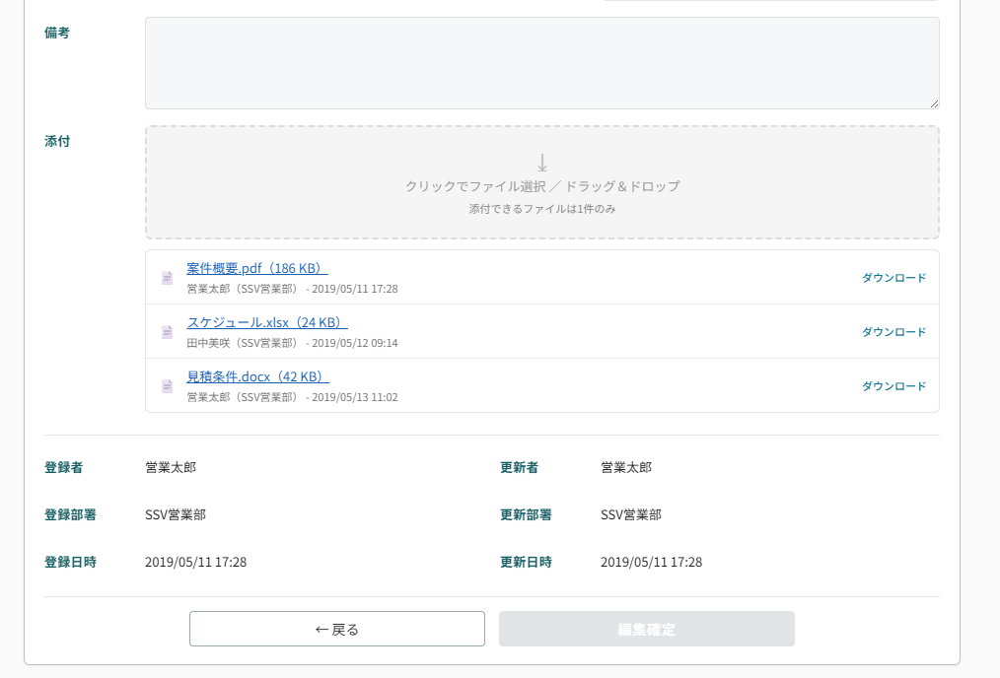 備考
添付
クリックでファイル選択 ／ ドラッグ＆ドロップ
添付できるファイルは1件のみ
案件概要.pdf（186 KB）
営業太郎（SSV営業部） - 2019/05/11 17:28
ダウンロード
スケジュール.xlsx（24 KB）
田中美咲（SSV営業部） - 2019/05/12 09:14
ダウンロード
見積条件.docx（42 KB）
営業太郎（SSV営業部） - 2019/05/13 11:02
ダウンロード
登録者 営業太郎 更新者 営業太郎
登録部署 SSV営業部 更新部署 SSV営業部
登録日時 2019/05/11 17:28 更新日時 2019/05/11 17:28
← 戻る 編集確定